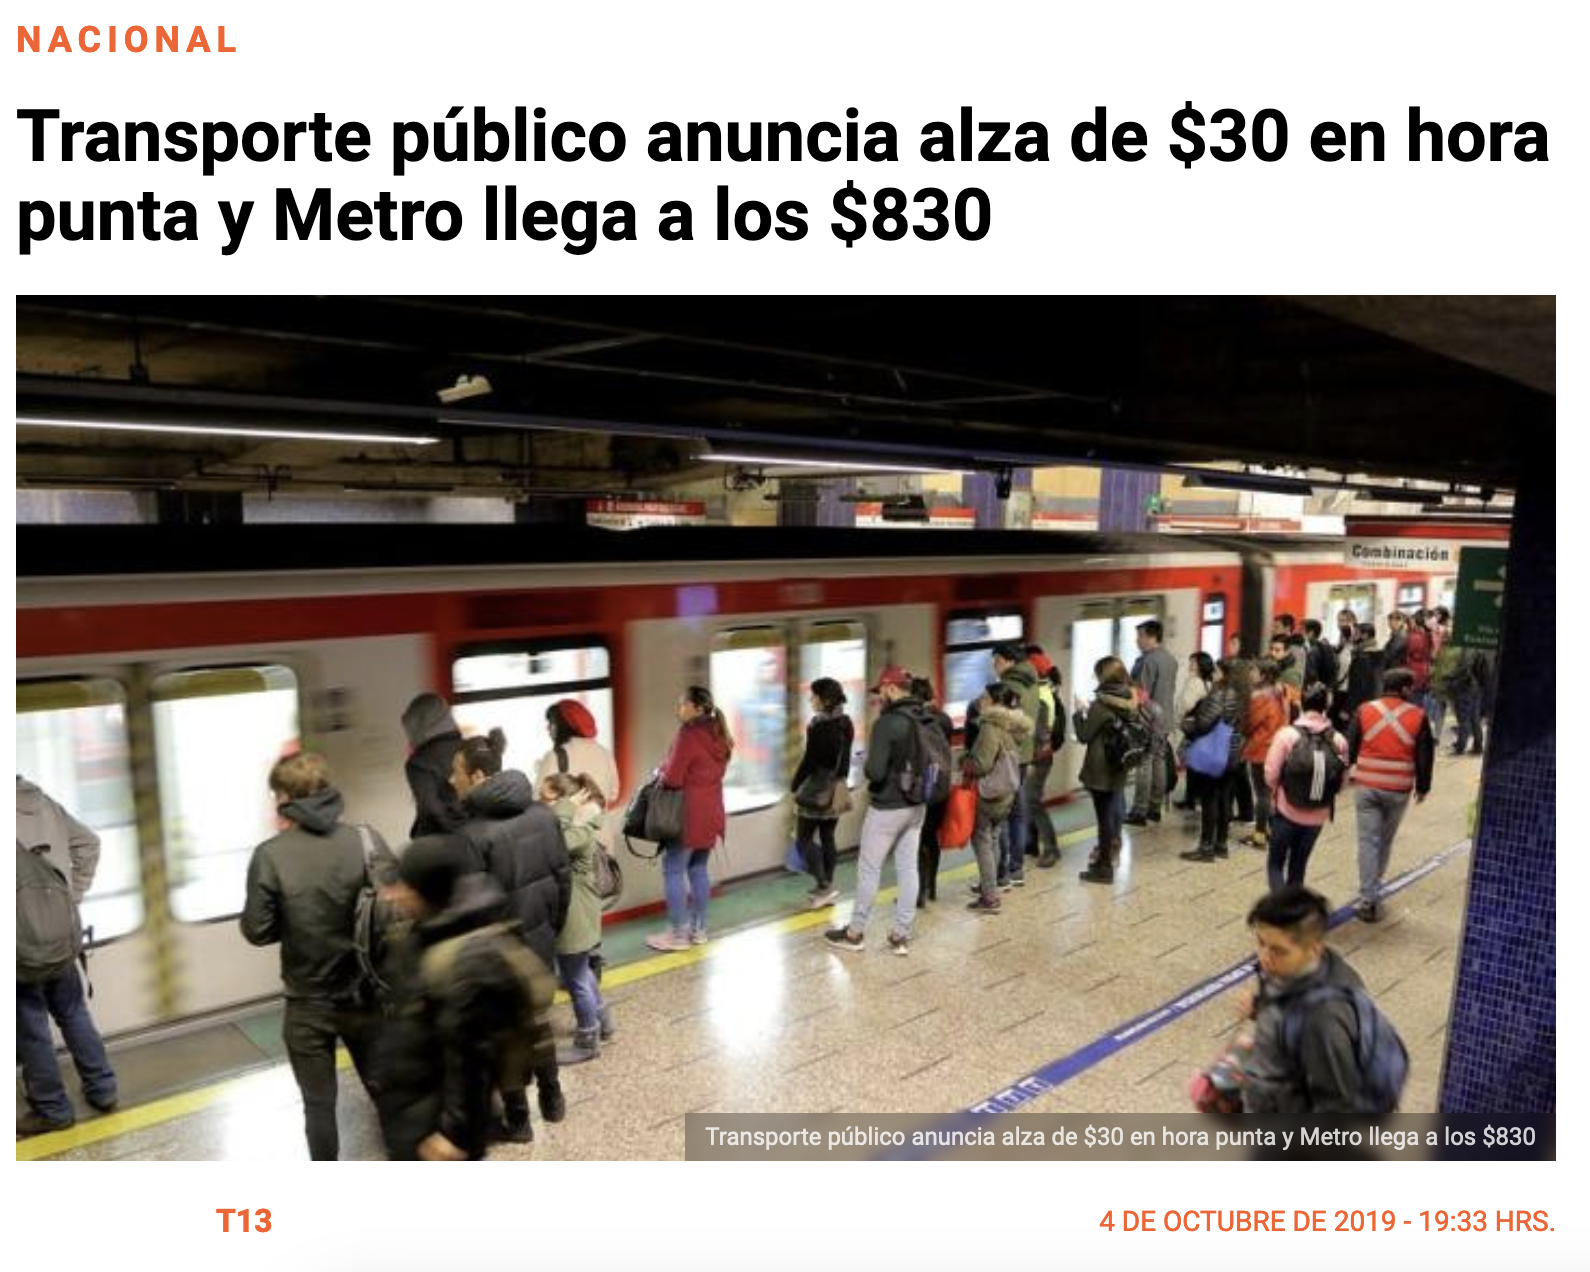 NACIONAL
Transporte público anuncia alza de $30 en hora
punta y Metro llega a los $830
Combinación
Transporte público anuncia alza de $30 en hora punta y Metro llega a los $830
T13
4 DE OCTUBRE DE 2019 - 19:33 HRS.